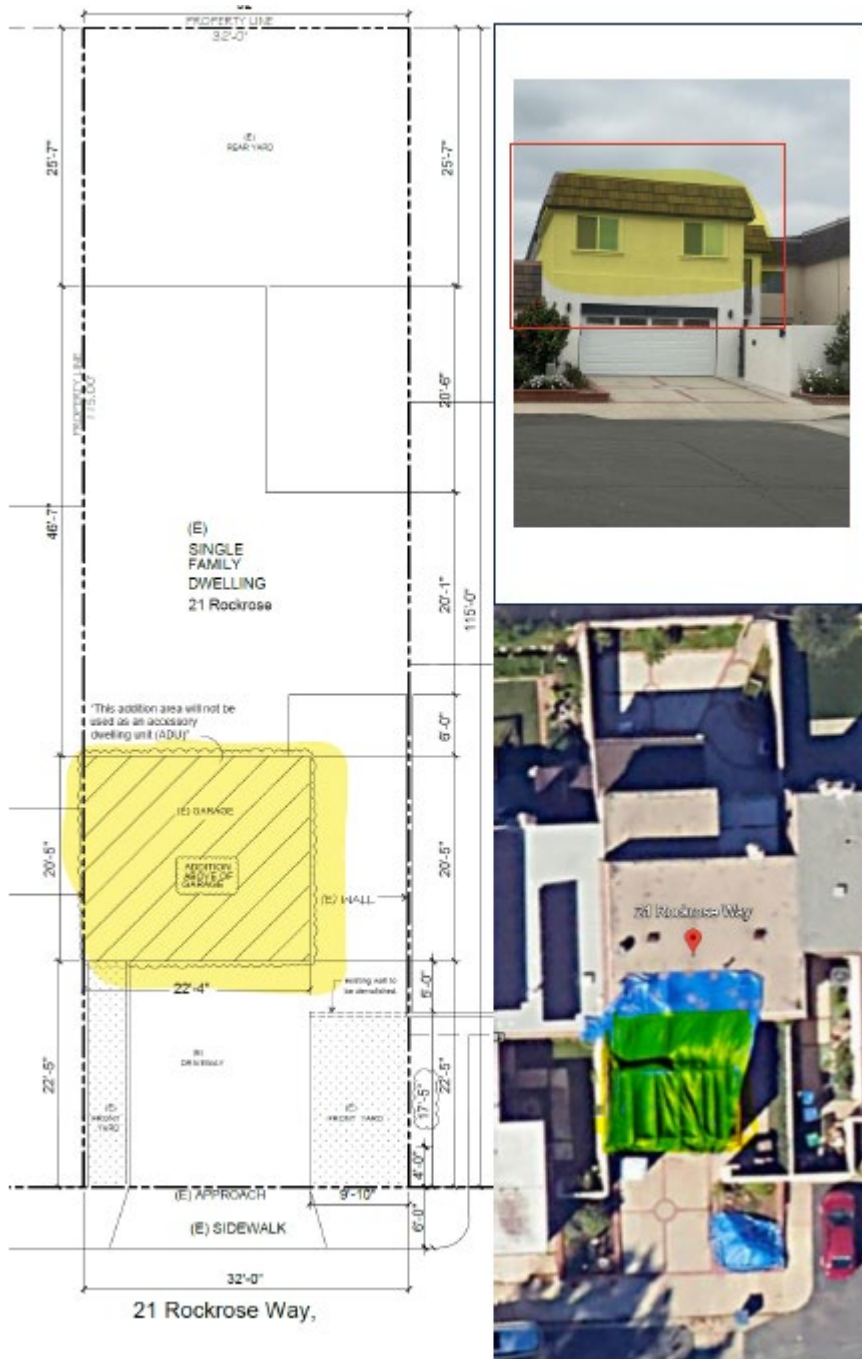 PROPERTY LINE
32'-0"
(E)
REAR YARD
25'-7"
25'-7"
PROPERTY LINE
115.00'
20'-6"
46'-7"
(E)
SINGLE
FAMILY
DWELLING
21 Rockrose
20'-1"
115'-0"
"This addition area will not be
used as an accessory
dwelling unit (ADU)"
6'-0"
(E) GARAGE
20'-5"
20'-5"
ADDITION
ABOVE OF
GARAGE
(E) WALL
21 Rockrose Way
22'-4"
existing wall to
be demolished
5'-0"
22'-5"
(E)
DRIVEWAY
(E)
FRONT
YARD
(E)
FRONT YARD
17'-5"
22'-5"
4'-0"
(E) APPROACH
9'-10"
(E) SIDEWALK
6'-0"
32'-0"
21 Rockrose Way,